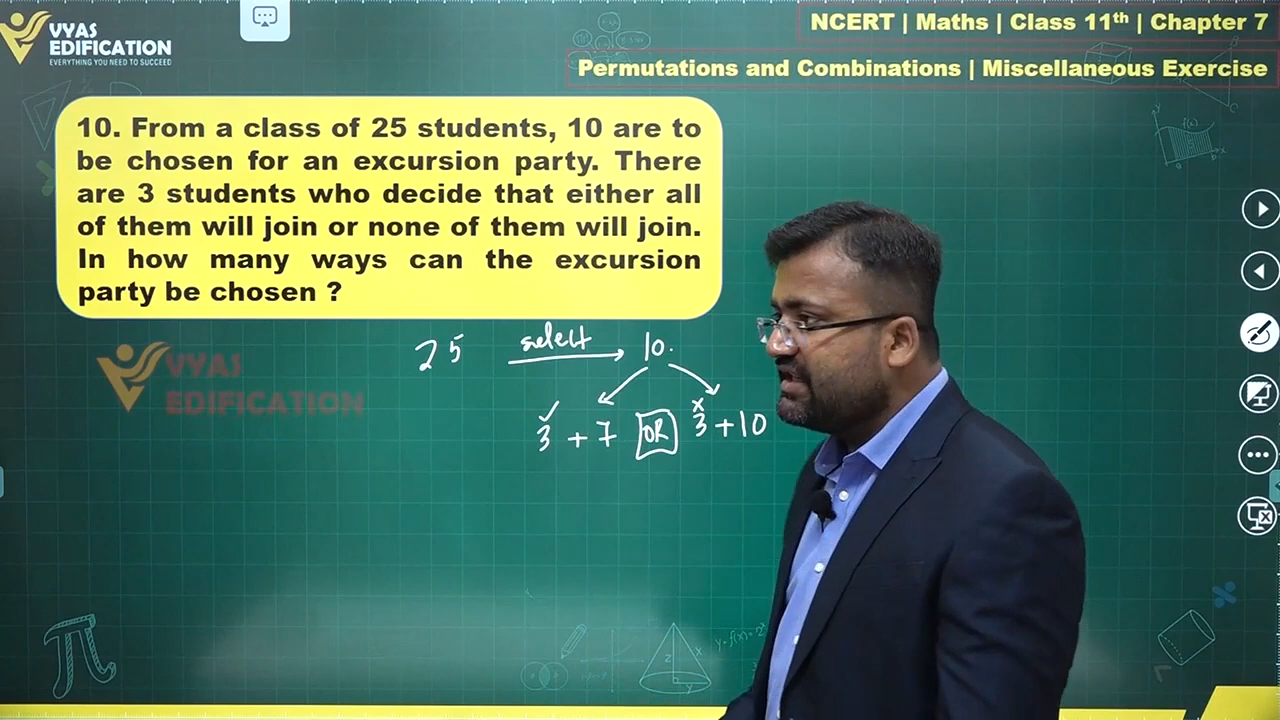 VYAS
EDIFICATION
EVERYTHING YOU NEED TO SUCCEED
NCERT | Maths | Class 11th | Chapter 7
Permutations and Combinations | Miscellaneous Exercise
10. From a class of 25 students, 10 are to
be chosen for an excursion party. There
are 3 students who decide that either all
of them will join or none of them will join.
In how many ways can the excursion
party be chosen ?
25 select 10.
3 + 7 OR 3 + 10
VYAS
EDIFICATION